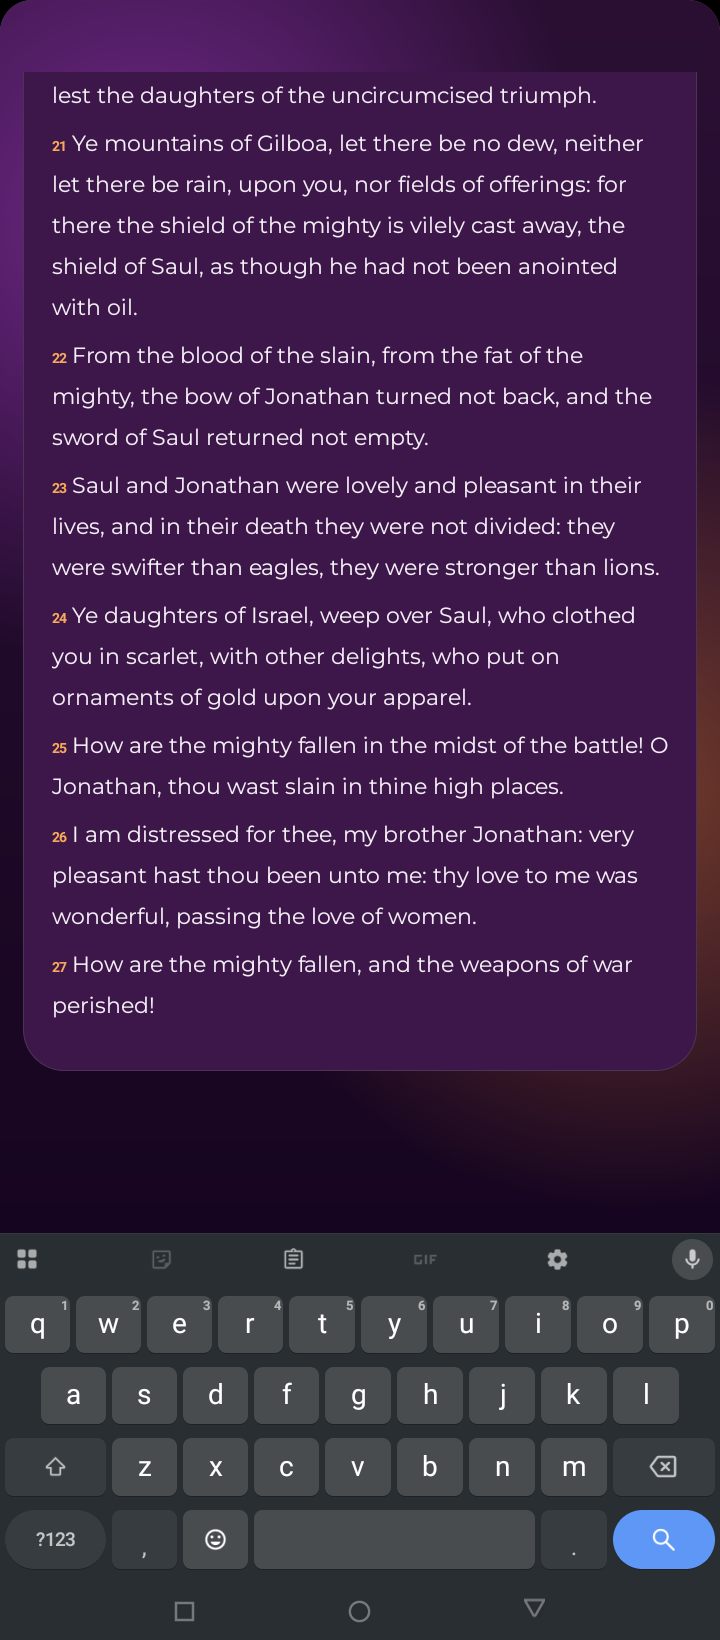 lest the daughters of the uncircumcised triumph.
21 Ye mountains of Gilboa, let there be no dew, neither
let there be rain, upon you, nor fields of offerings: for
there the shield of the mighty is vilely cast away, the
shield of Saul, as though he had not been anointed
with oil.
22 From the blood of the slain, from the fat of the
mighty, the bow of Jonathan turned not back, and the
sword of Saul returned not empty.
23 Saul and Jonathan were lovely and pleasant in their
lives, and in their death they were not divided: they
were swifter than eagles, they were stronger than lions.
24 Ye daughters of Israel, weep over Saul, who clothed
you in scarlet, with other delights, who put on
ornaments of gold upon your apparel.
25 How are the mighty fallen in the midst of the battle! O
Jonathan, thou wast slain in thine high places.
26 I am distressed for thee, my brother Jonathan: very
pleasant hast thou been unto me: thy love to me was
wonderful, passing the love of women.
27 How are the mighty fallen, and the weapons of war
perished!
GIF
q 1 w 2 e 3 r 4 t 5 y 6 u 7 i 8 o 9 p 0
a s d f g h j k l
z x c v b n m
?123 , .